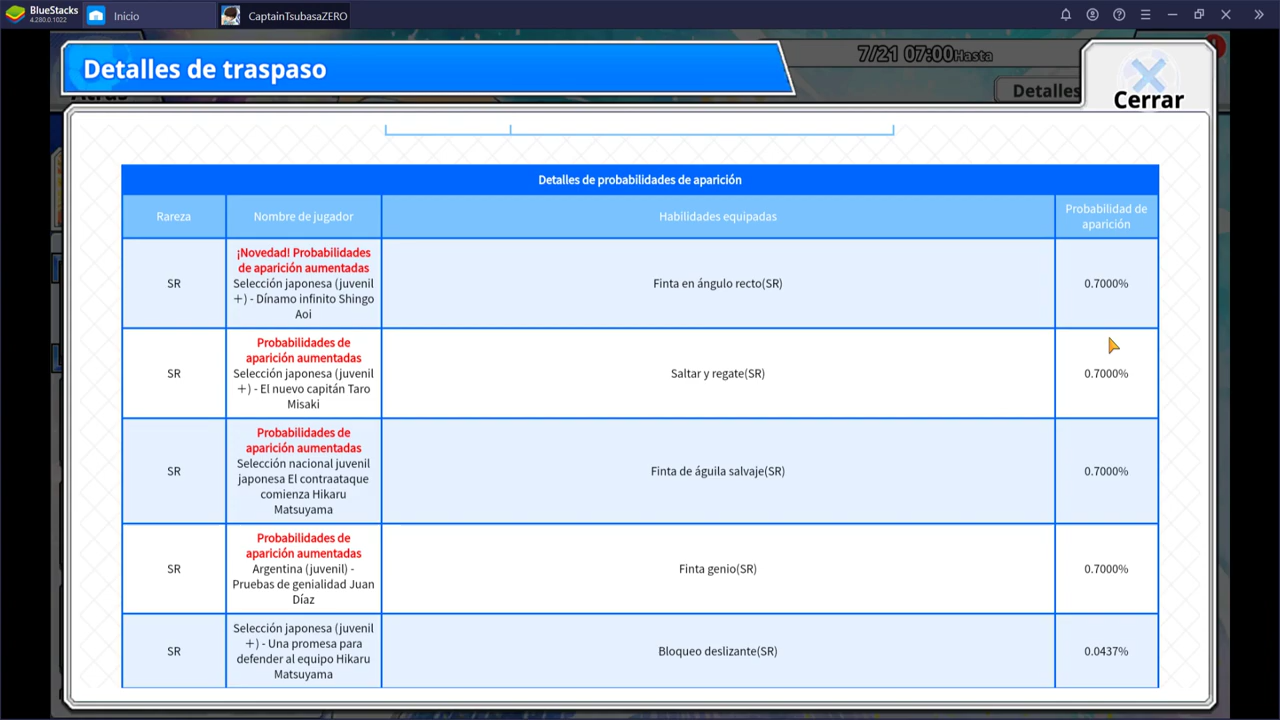 BlueStacks
4.280.0.1022
Inicio
CaptainTsubasaZERO
Detalles de traspaso
7/21 07:00Hasta
Detalles
Cerrar
Atrás
Detalles de probabilidades de aparición
Rareza
Nombre de jugador
Habilidades equipadas
Probabilidad de
aparición
SR
¡Novedad! Probabilidades
de aparición aumentadas
Selección japonesa (juvenil
+) - Dínamo infinito Shingo
Aoi
Finta en ángulo recto(SR)
0.7000%
SR
Probabilidades de
aparición aumentadas
Selección japonesa (juvenil
+) - El nuevo capitán Taro
Misaki
Saltar y regate(SR)
0.7000%
SR
Probabilidades de
aparición aumentadas
Selección nacional juvenil
japonesa El contraataque
comienza Hikaru
Matsuyama
Finta de águila salvaje(SR)
0.7000%
SR
Probabilidades de
aparición aumentadas
Argentina (juvenil) -
Pruebas de genialidad Juan
Díaz
Finta genio(SR)
0.7000%
SR
Selección japonesa (juvenil
+) - Una promesa para
defender al equipo Hikaru
Matsuyama
Bloqueo deslizante(SR)
0.0437%